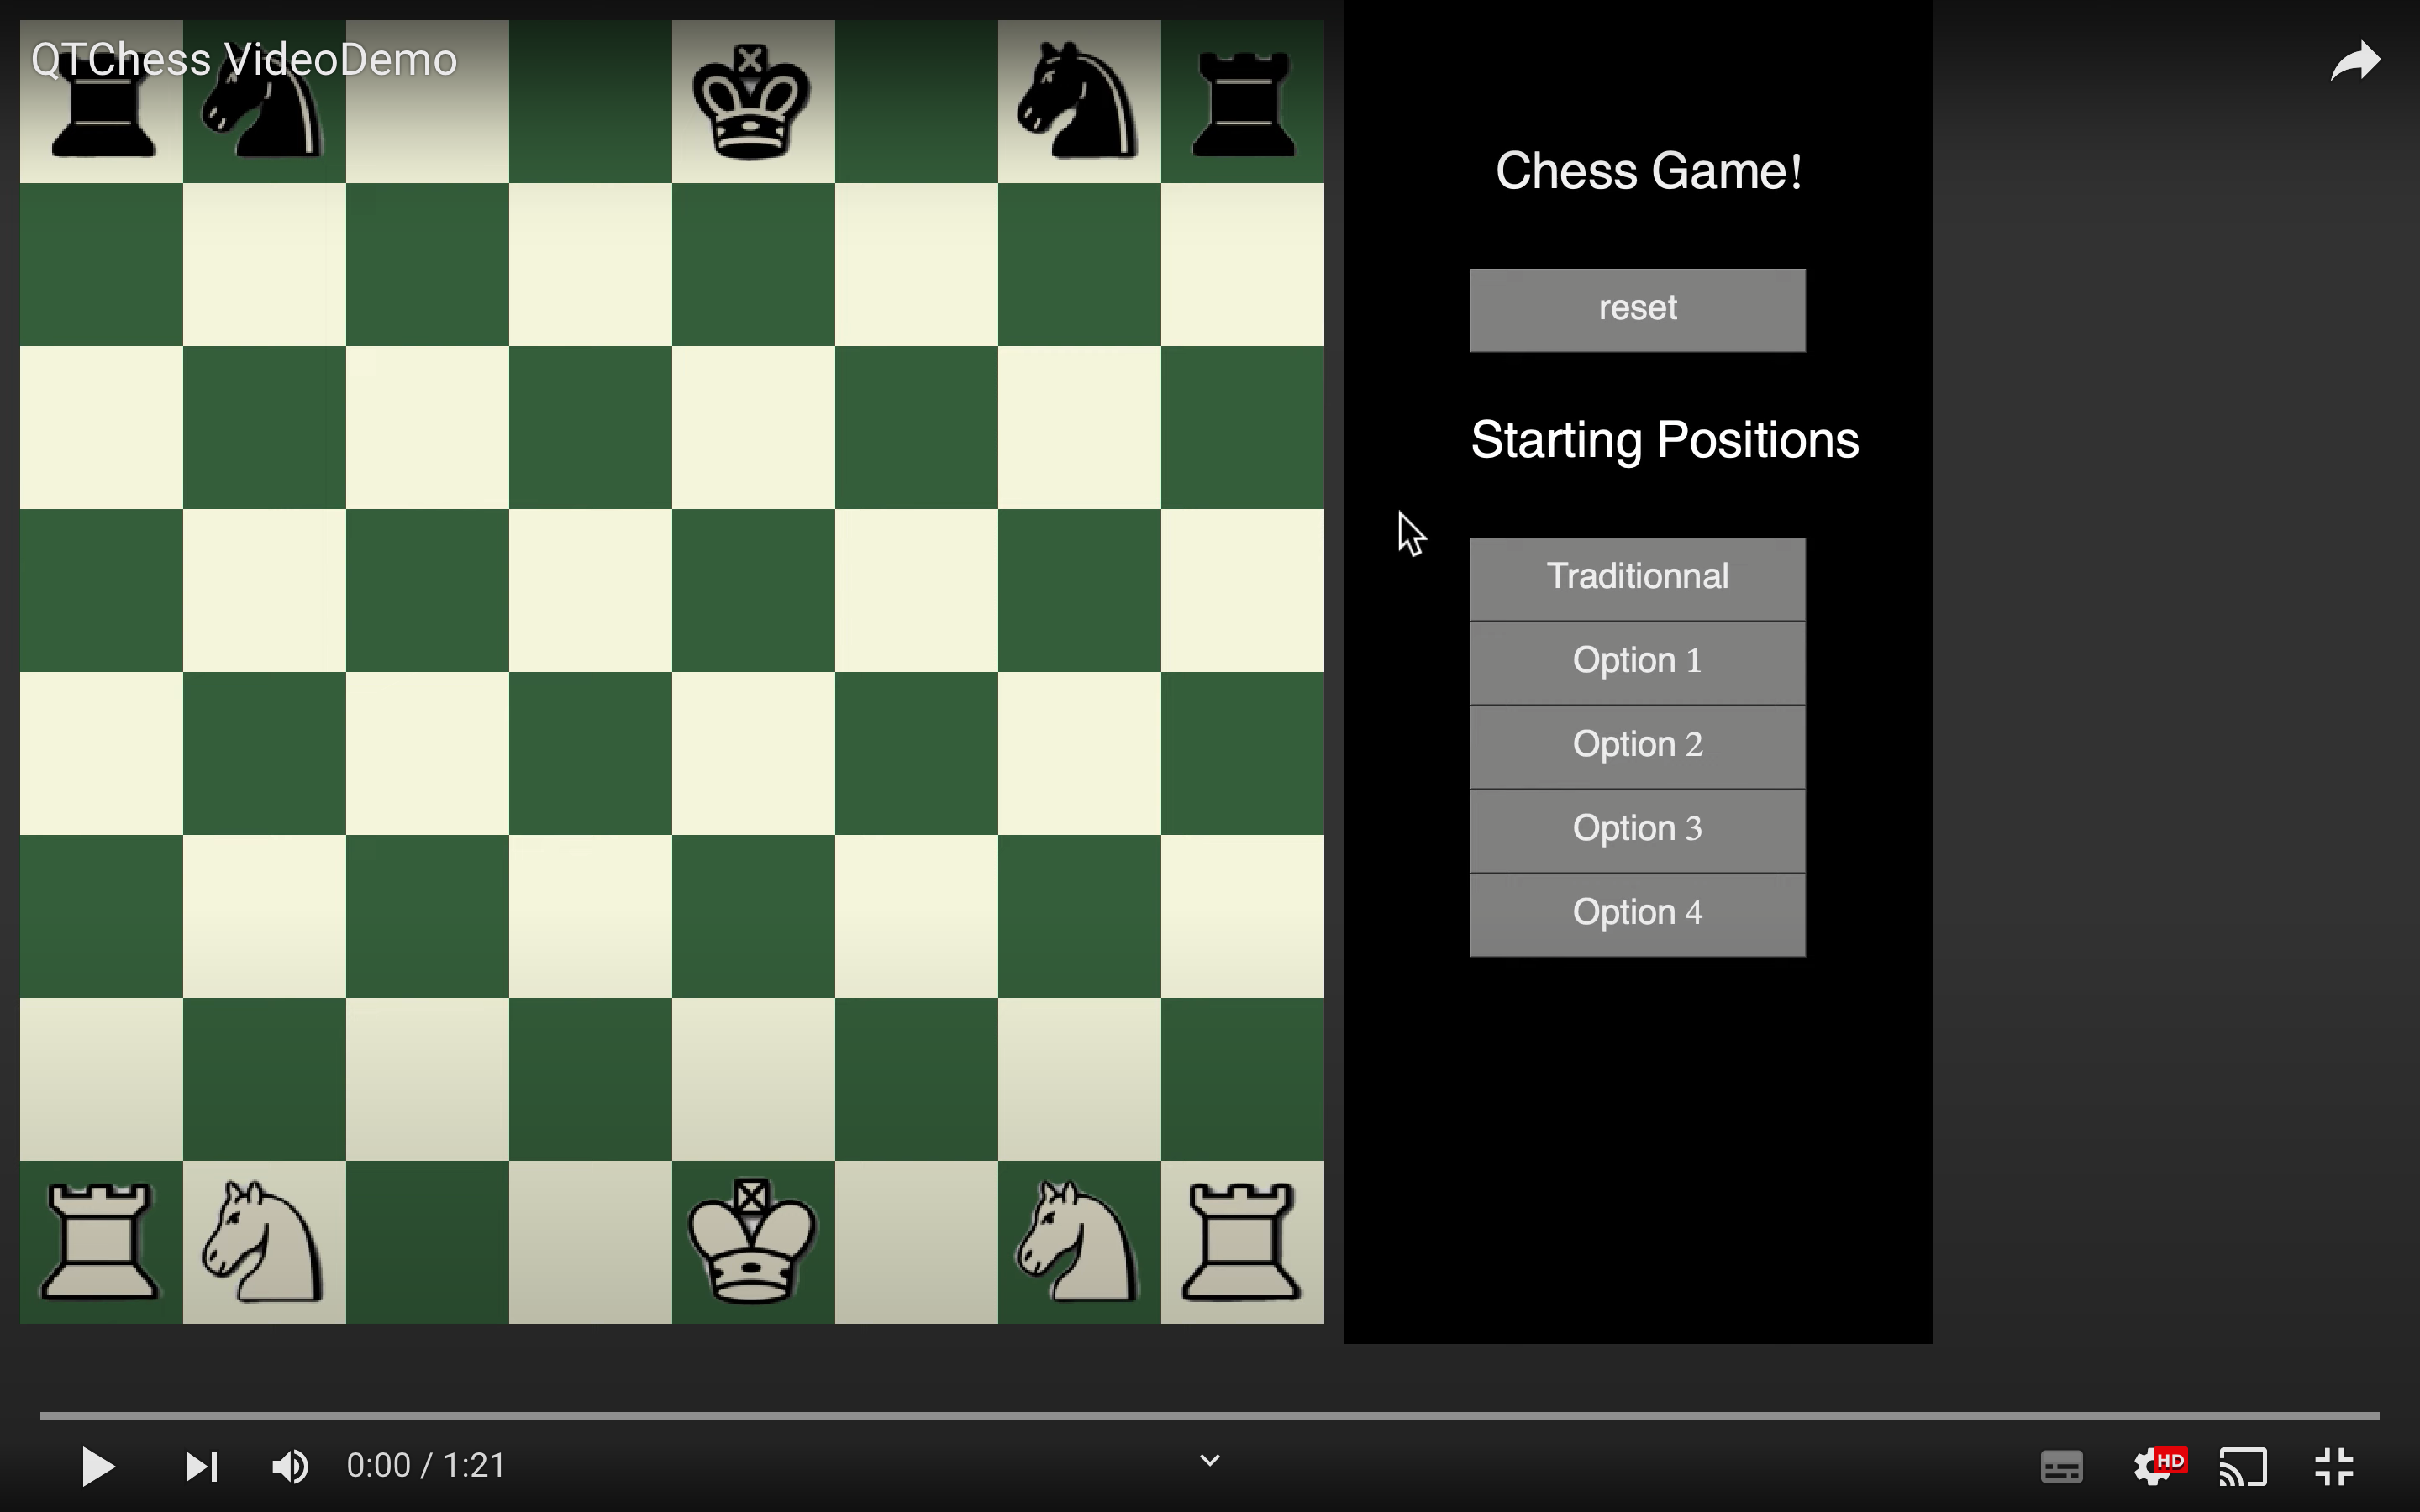 QTChess VideoDemo
Chess Game!
reset
Starting Positions
Traditionnal
Option 1
Option 2
Option 3
Option 4
0:00 / 1:21
HD